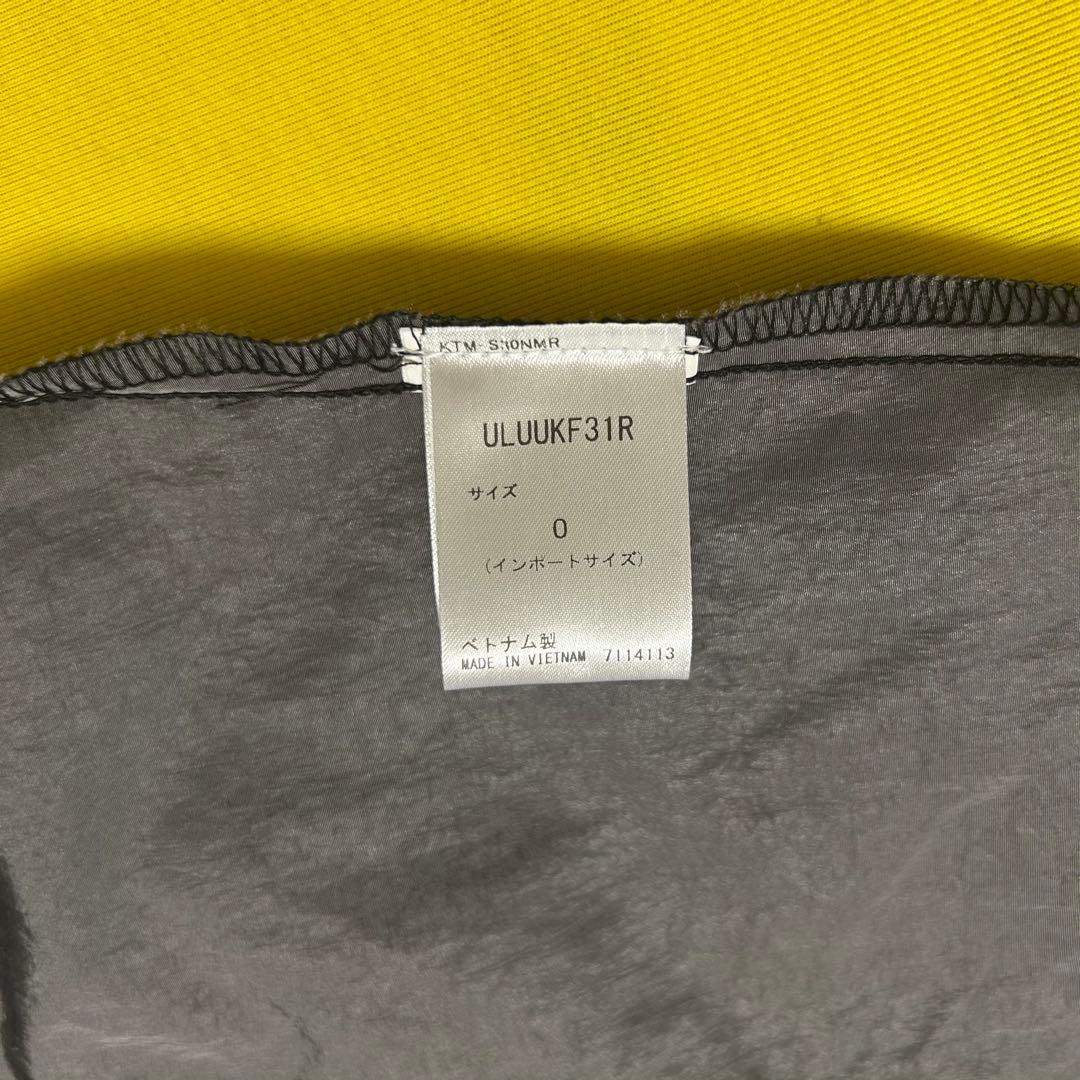 KTM S10NMR
ULUUKF31R
サイズ
0
(インポートサイズ)
ベトナム製
MADE IN VIETNAM 7114113